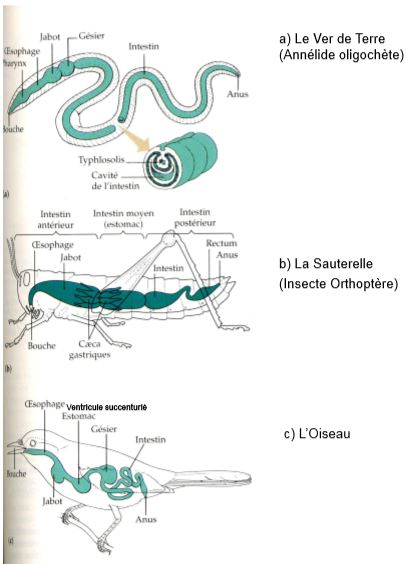 Jabot
Gésier
Œsophage
Pharynx
Intestin
Anus
Bouche
Typhlosolis
Cavité
de l'intestin
(a)
a) Le Ver de Terre
(Annélide oligochète)
Intestin
antérieur
Intestin moyen
(estomac)
Intestin
postérieur
Œsophage
Jabot
Rectum
Anus
Intestin
Bouche
Cæca
gastriques
(b)
b) La Sauterelle
(Insecte Orthoptère)
Œsophage
Ventricule succenturié
Estomac
Gésier
Intestin
Bouche
Jabot
Anus
(c)
c) L'Oiseau